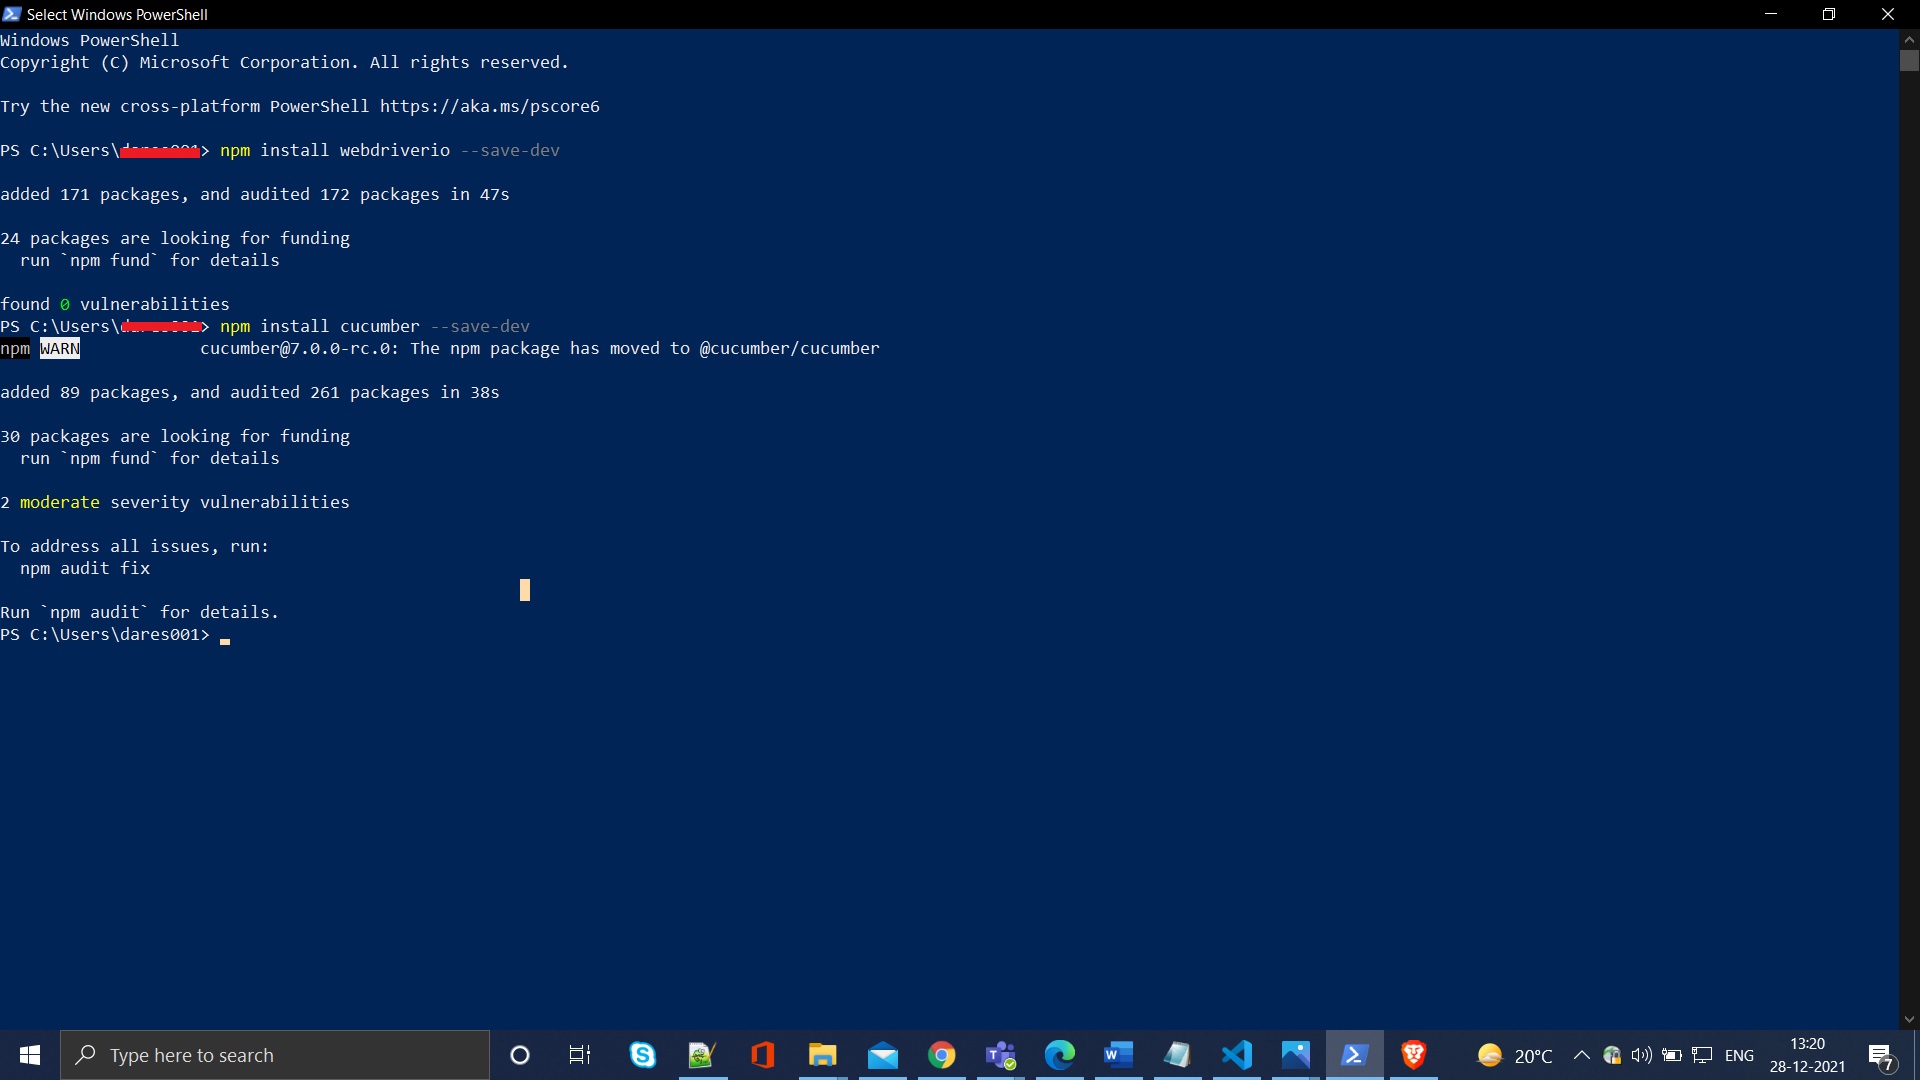 Select Windows PowerShell
Windows PowerShell
Copyright (C) Microsoft Corporation. All rights reserved.
Try the new cross-platform PowerShell https://aka.ms/pscore6
PS C:\Users\> npm install webdriverio --save-dev
added 171 packages, and audited 172 packages in 47s
24 packages are looking for funding
run `npm fund` for details
found 0 vulnerabilities
PS C:\Users\> npm install cucumber --save-dev
npm WARN cucumber@7.0.0-rc.0: The npm package has moved to @cucumber/cucumber
added 89 packages, and audited 261 packages in 38s
30 packages are looking for funding
run `npm fund` for details
2 moderate severity vulnerabilities
To address all issues, run:
npm audit fix
Run `npm audit` for details.
PS C:\Users\dares001>
Type here to search
20°C
ENG
13:20
28-12-2021
7